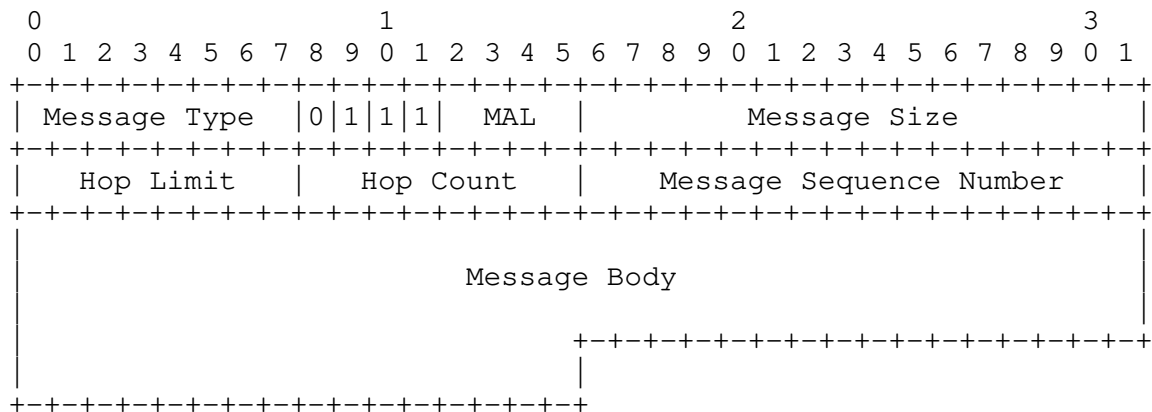 0                   1                   2                   3
 0 1 2 3 4 5 6 7 8 9 0 1 2 3 4 5 6 7 8 9 0 1 2 3 4 5 6 7 8 9 0 1
+-+-+-+-+-+-+-+-+-+-+-+-+-+-+-+-+-+-+-+-+-+-+-+-+-+-+-+-+-+-+-+-+
| Message Type  |0|1|1|1|  MAL  |         Message Size          |
+-+-+-+-+-+-+-+-+-+-+-+-+-+-+-+-+-+-+-+-+-+-+-+-+-+-+-+-+-+-+-+-+
|   Hop Limit   |   Hop Count   |    Message Sequence Number    |
+-+-+-+-+-+-+-+-+-+-+-+-+-+-+-+-+-+-+-+-+-+-+-+-+-+-+-+-+-+-+-+-+
|                                                               |
|                         Message Body                          |
|                                                               |
|                               +-+-+-+-+-+-+-+-+-+-+-+-+-+-+-+-+
|                               |
+-+-+-+-+-+-+-+-+-+-+-+-+-+-+-+-+